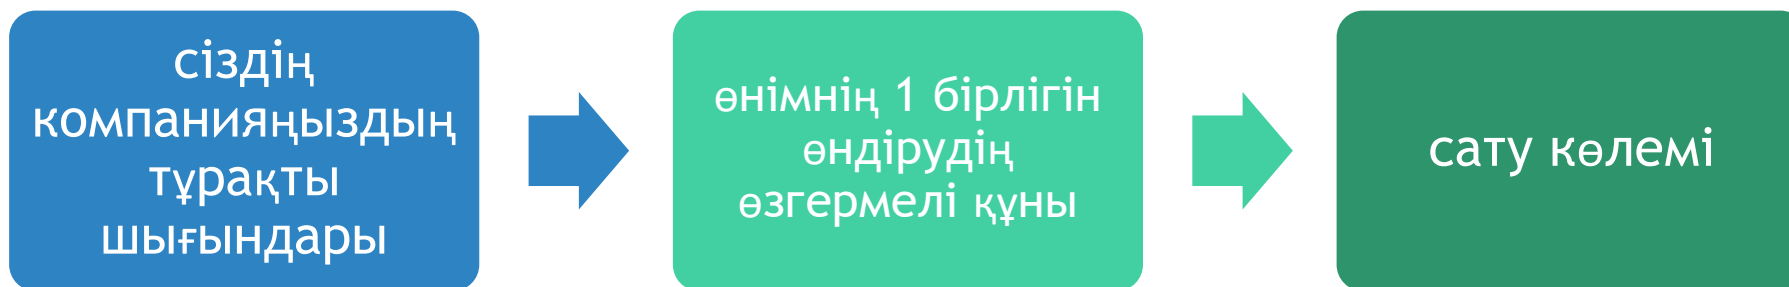 сіздің
компанияңыздың
тұрақты
шығындары
өнімнің 1 бірлігін
өндірудің
өзгермелі құны
сату көлемі